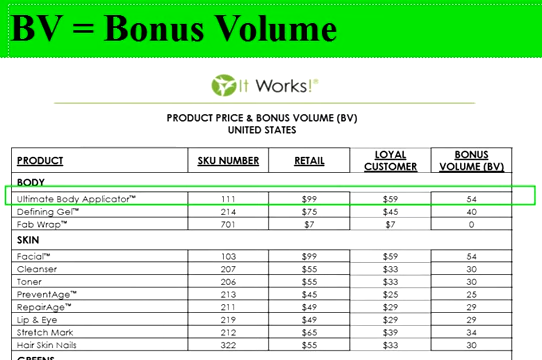 BV = Bonus Volume
It Works!®
PRODUCT PRICE & BONUS VOLUME (BV)
UNITED STATES
PRODUCT SKU NUMBER RETAIL LOYAL CUSTOMER BONUS VOLUME (BV)
BODY
Ultimate Body Applicator™ 111 $99 $59 54
Defining Gel™ 214 $75 $45 40
Fab Wrap™ 701 $7 $7 0
SKIN
Facial™ 103 $99 $59 54
Cleanser 207 $55 $33 30
Toner 206 $55 $33 30
PreventAge™ 213 $45 $25 25
RepairAge™ 211 $49 $29 29
Lip & Eye 219 $49 $29 29
Stretch Mark 212 $65 $39 34
Hair Skin Nails 322 $55 $33 30
GREENS